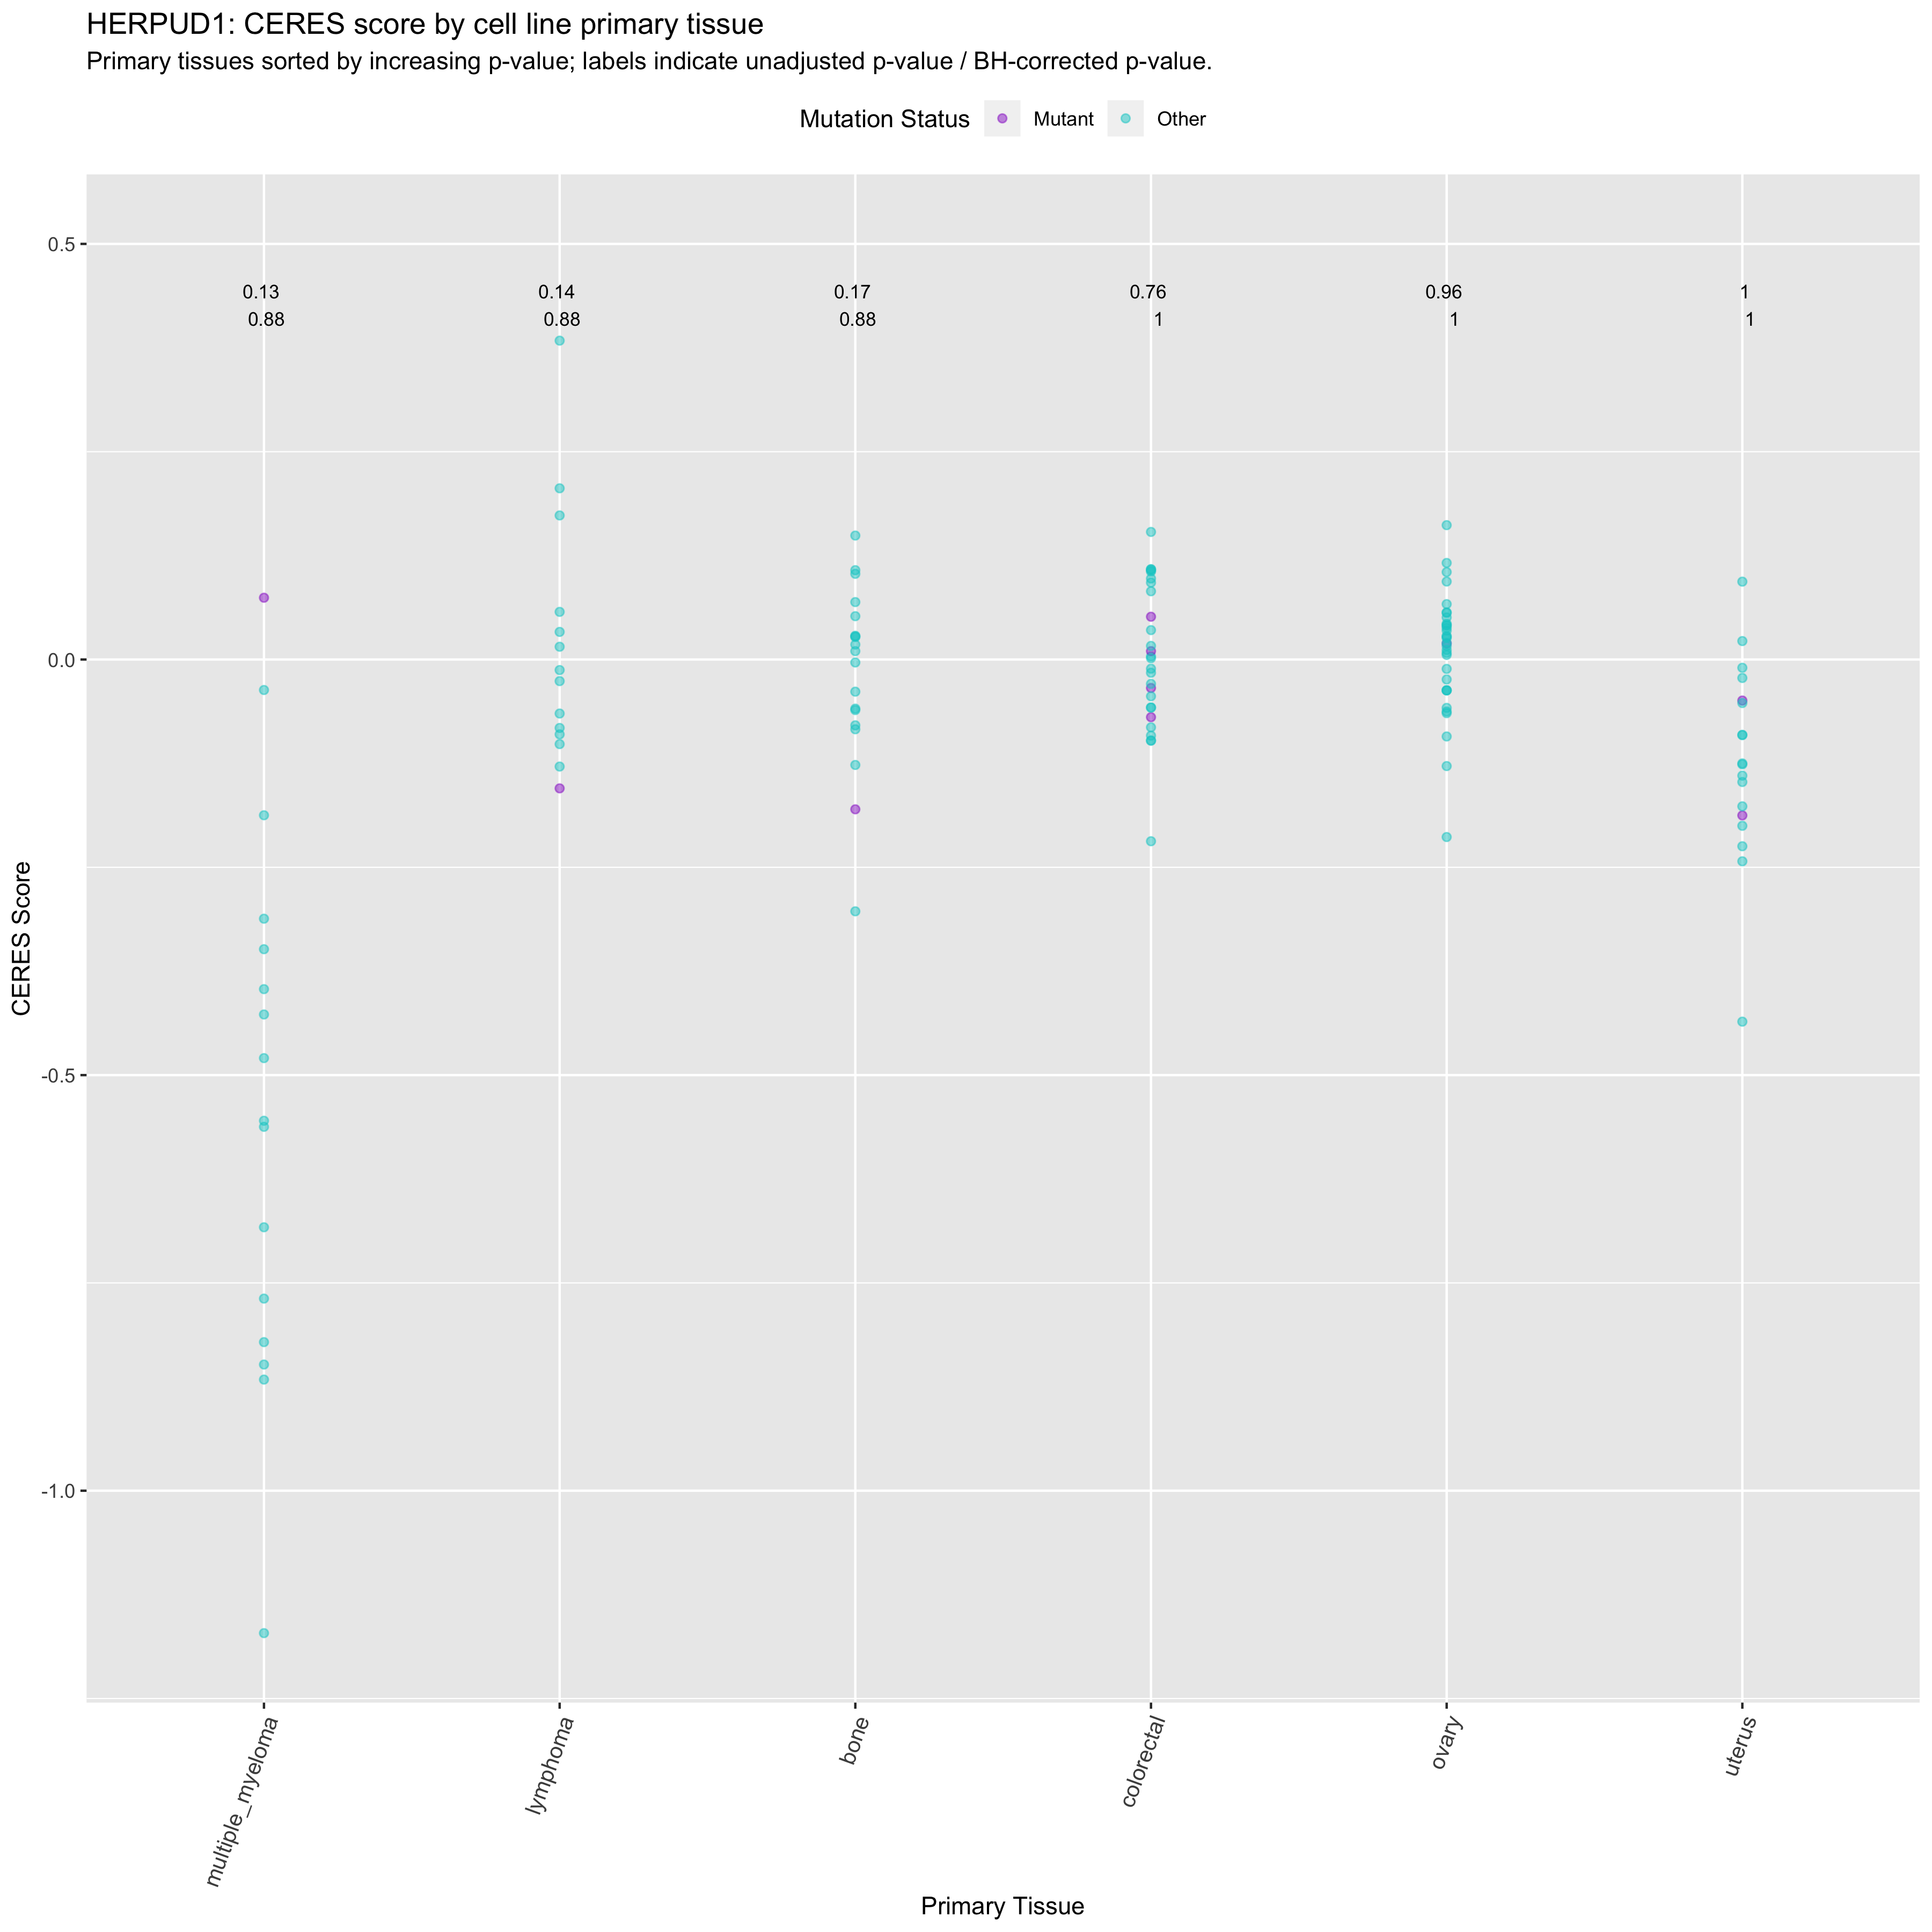 HERPUD1: CERES score by cell line primary tissue
Primary tissues sorted by increasing p-value; labels indicate unadjusted p-value / BH-corrected p-value.
Mutation Status Mutant Other
0.5
0.13 0.14 0.17 0.76 0.96 1
0.88 0.88 0.88 1 1 1
0.0
CERES Score
-0.5
-1.0
multiple_myeloma lymphoma bone colorectal ovary uterus
Primary Tissue